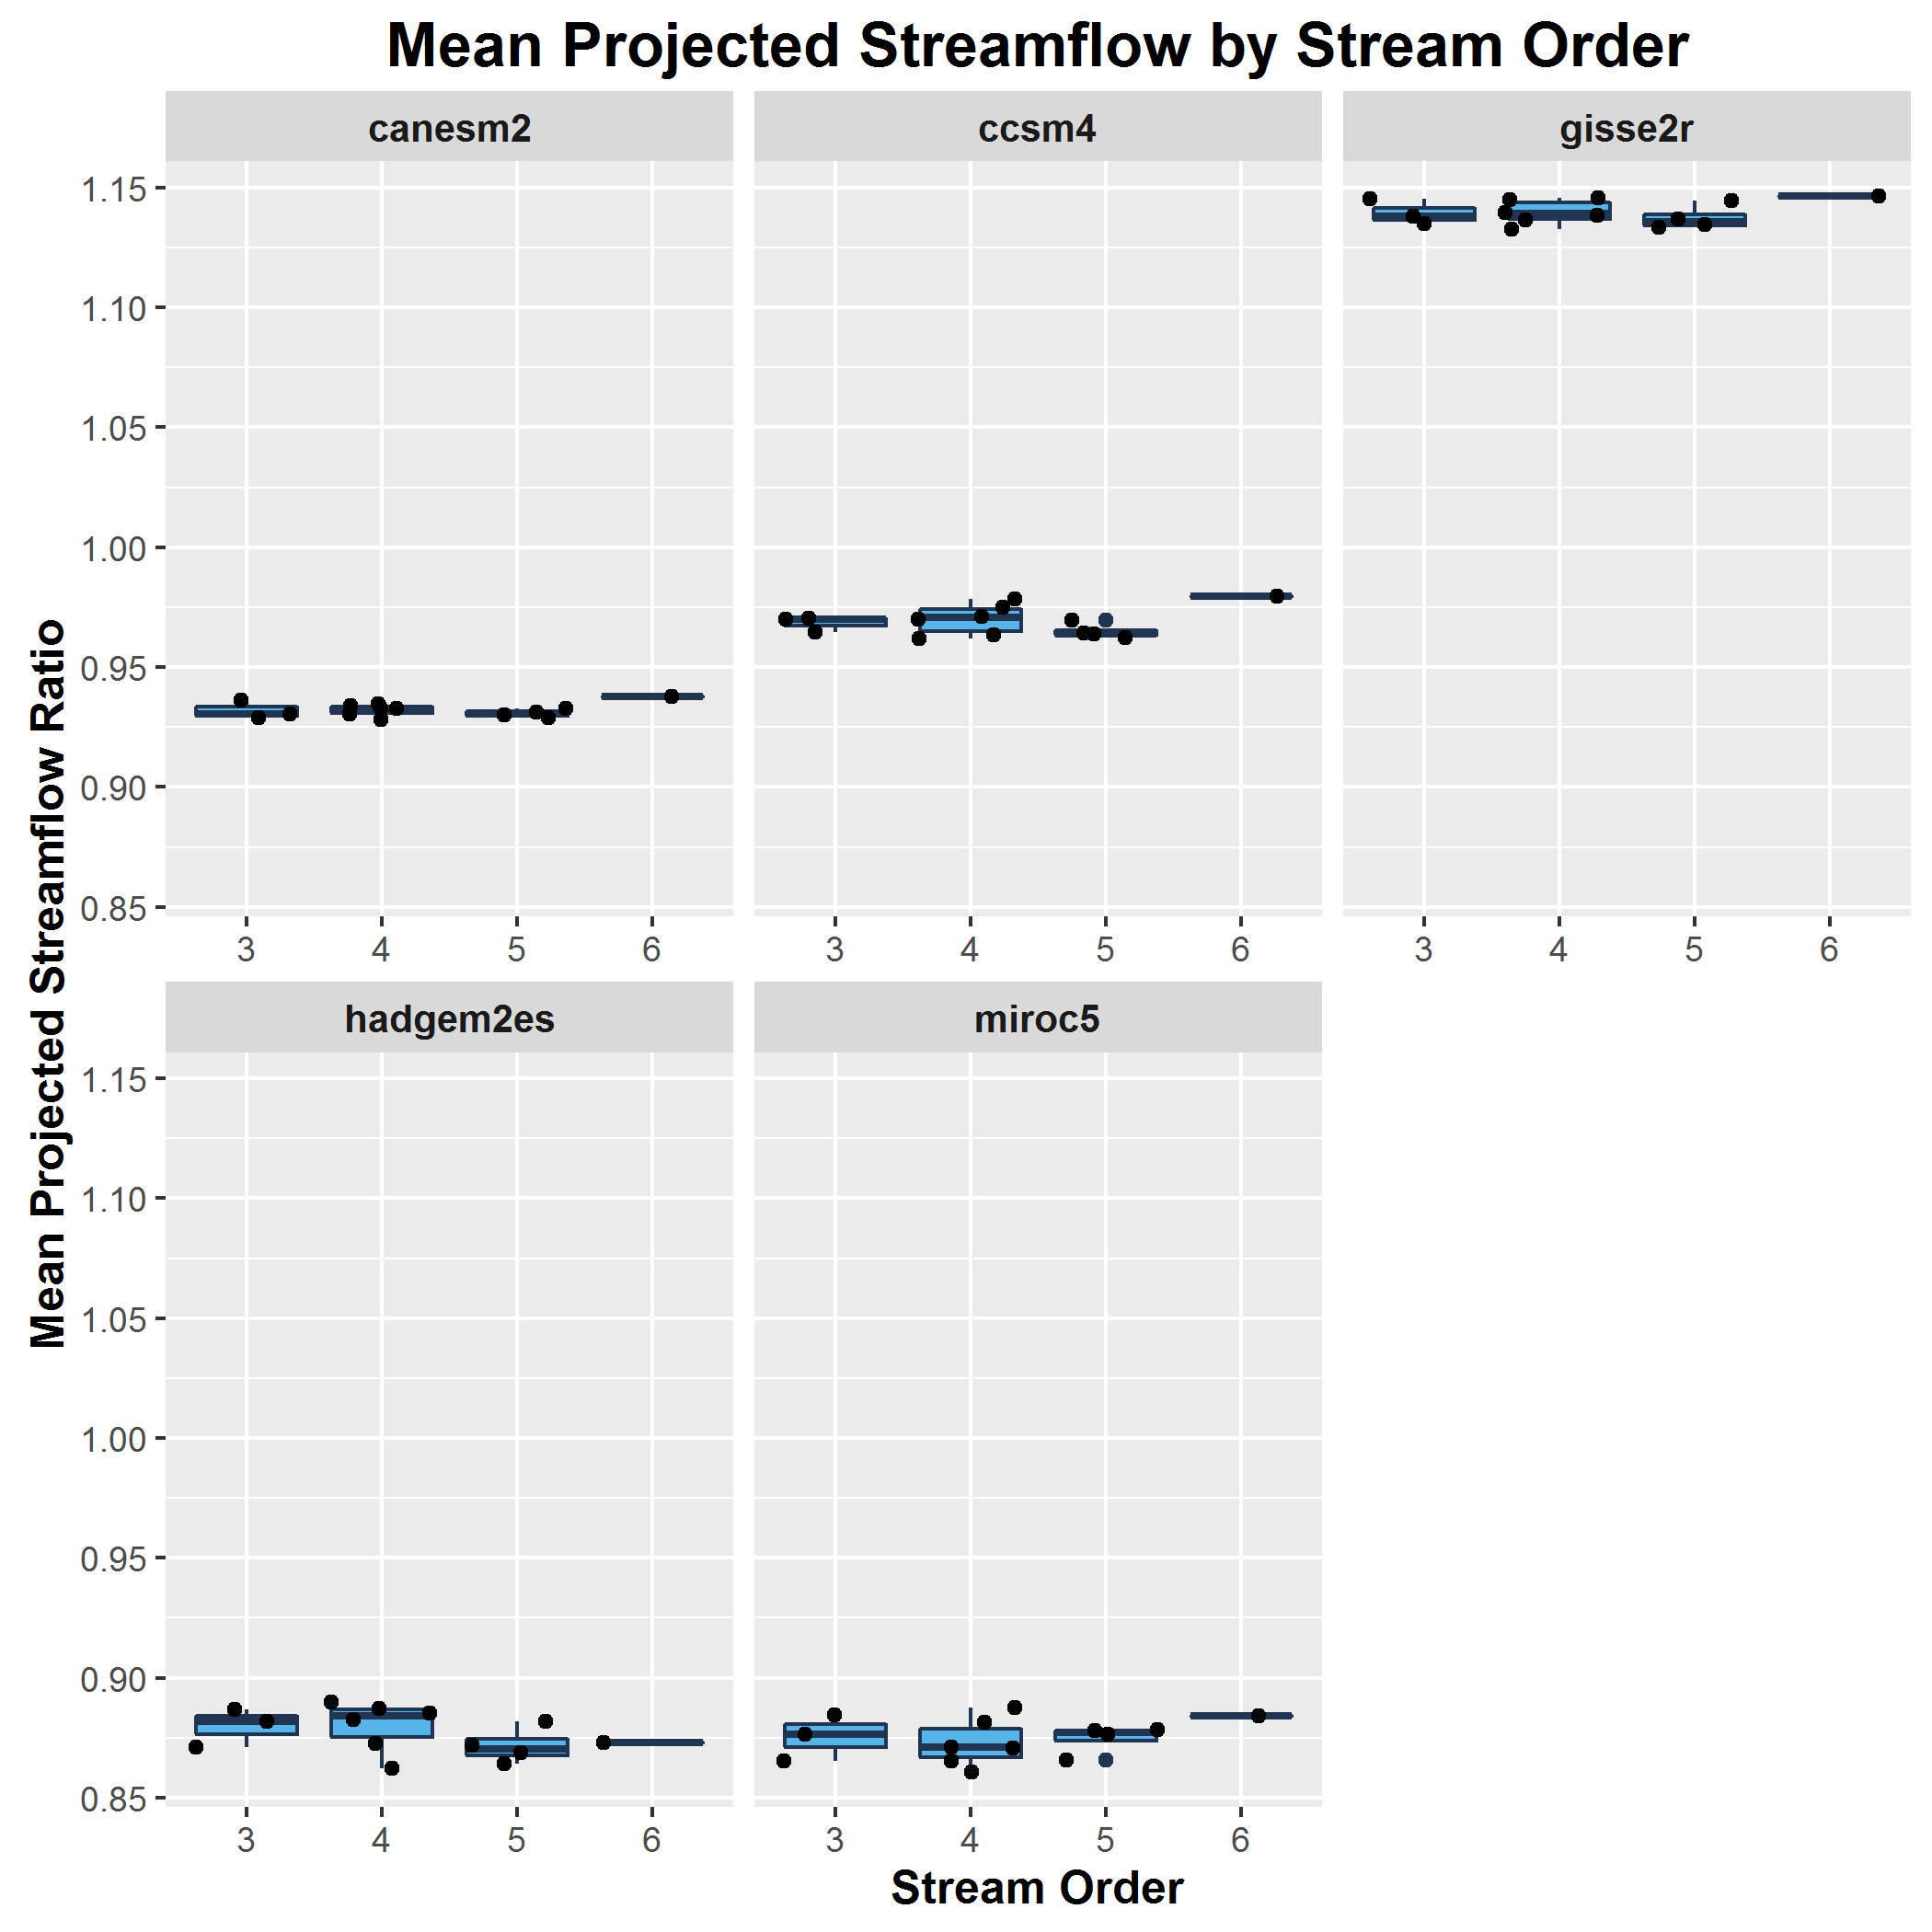 Mean Projected Streamflow by Stream Order
canesm2 ccsm4 gisse2r
1.15
1.10
1.05
1.00
0.95
0.90
0.85
3 4 5 6 3 4 5 6 3 4 5 6
Mean Projected Streamflow Ratio
hadgem2es miroc5
1.15
1.10
1.05
1.00
0.95
0.90
0.85
3 4 5 6 3 4 5 6
Stream Order